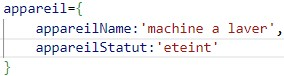 appareil={
    appareilName:'machine a laver',
    appareilStatut:'eteint'
}